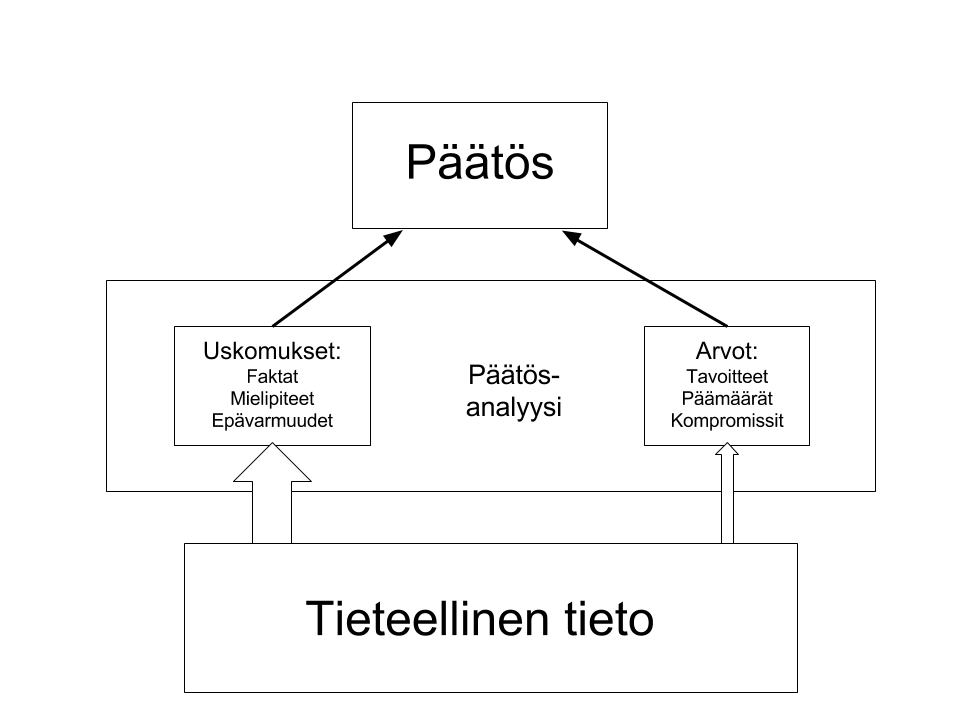 Päätös
Uskomukset:
Faktat
Mielipiteet
Epävarmuudet
Päätös-
analyysi
Arvot:
Tavoitteet
Päämäärät
Kompromissit
Tieteellinen tieto